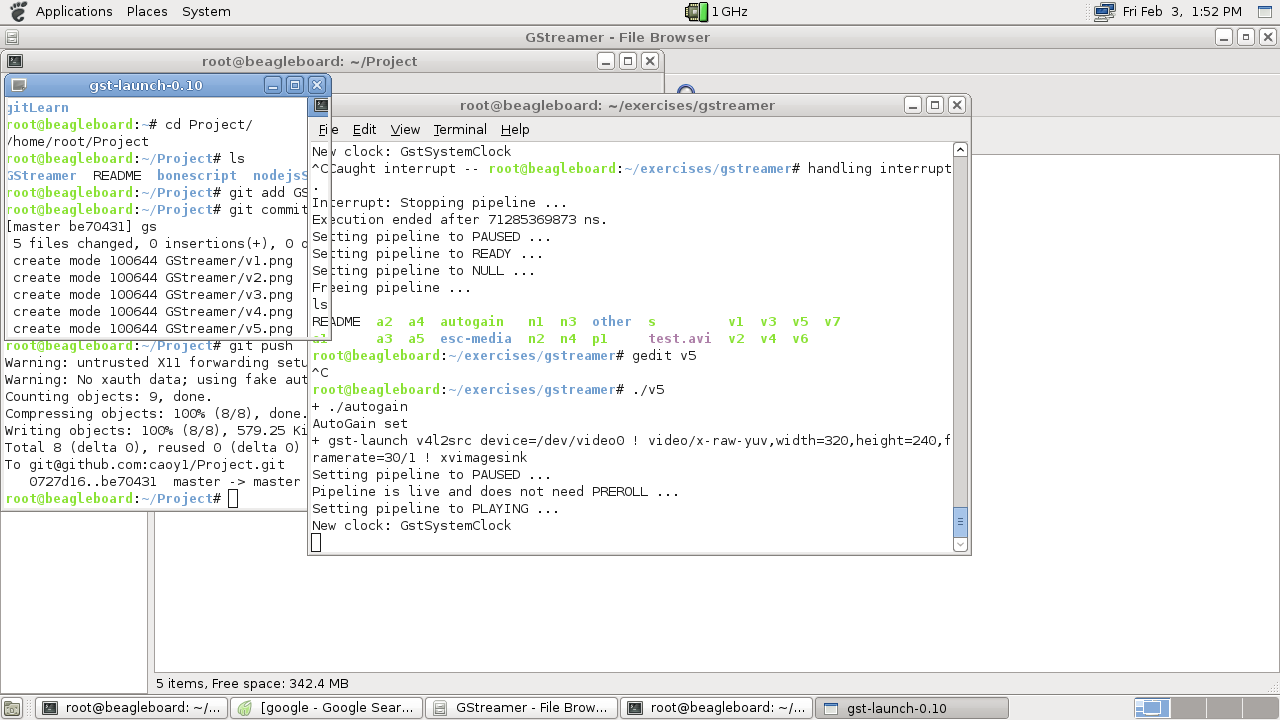 Applications Places System
1 GHz
Fri Feb 3, 1:52 PM
GStreamer - File Browser
root@beagleboard: ~/Project
gst-launch-0.10
gitLearn
root@beagleboard:~# cd Project/
/home/root/Project
root@beagleboard:~/Project# ls
GStreamer README bonescript nodejsS
root@beagleboard:~/Project# git add GS
root@beagleboard:~/Project# git commit
[master be70431] gs
5 files changed, 0 insertions(+), 0 d
create mode 100644 GStreamer/v1.png
create mode 100644 GStreamer/v2.png
create mode 100644 GStreamer/v3.png
create mode 100644 GStreamer/v4.png
create mode 100644 GStreamer/v5.png
root@beagleboard:~/Project# git push
Warning: untrusted X11 forwarding setu
Warning: No xauth data; using fake aut
Counting objects: 9, done.
Compressing objects: 100% (8/8), done.
Writing objects: 100% (8/8), 579.25 Ki
Total 8 (delta 0), reused 0 (delta 0)
To git@github.com:caoy1/Project.git
0727d16..be70431 master -> master
root@beagleboard:~/Project#
root@beagleboard: ~/exercises/gstreamer
File Edit View Terminal Help
New clock: GstSystemClock
^CCaught interrupt -- root@beagleboard:~/exercises/gstreamer# handling interrupt
.
Interrupt: Stopping pipeline ...
Execution ended after 71285369873 ns.
Setting pipeline to PAUSED ...
Setting pipeline to READY ...
Setting pipeline to NULL ...
Freeing pipeline ...
ls
README a2 a4 autogain n1 n3 other s v1 v3 v5 v7
a1 a3 a5 esc-media n2 n4 p1 test.avi v2 v4 v6
root@beagleboard:~/exercises/gstreamer# gedit v5
^C
root@beagleboard:~/exercises/gstreamer# ./v5
+ ./autogain
AutoGain set
+ gst-launch v4l2src device=/dev/video0 ! video/x-raw-yuv,width=320,height=240,f
ramerate=30/1 ! xvimagesink
Setting pipeline to PAUSED ...
Pipeline is live and does not need PREROLL ...
Setting pipeline to PLAYING ...
New clock: GstSystemClock
5 items, Free space: 342.4 MB
root@beagleboard: ~/...
[google - Google Sear...
GStreamer - File Brow...
root@beagleboard: ~/...
gst-launch-0.10